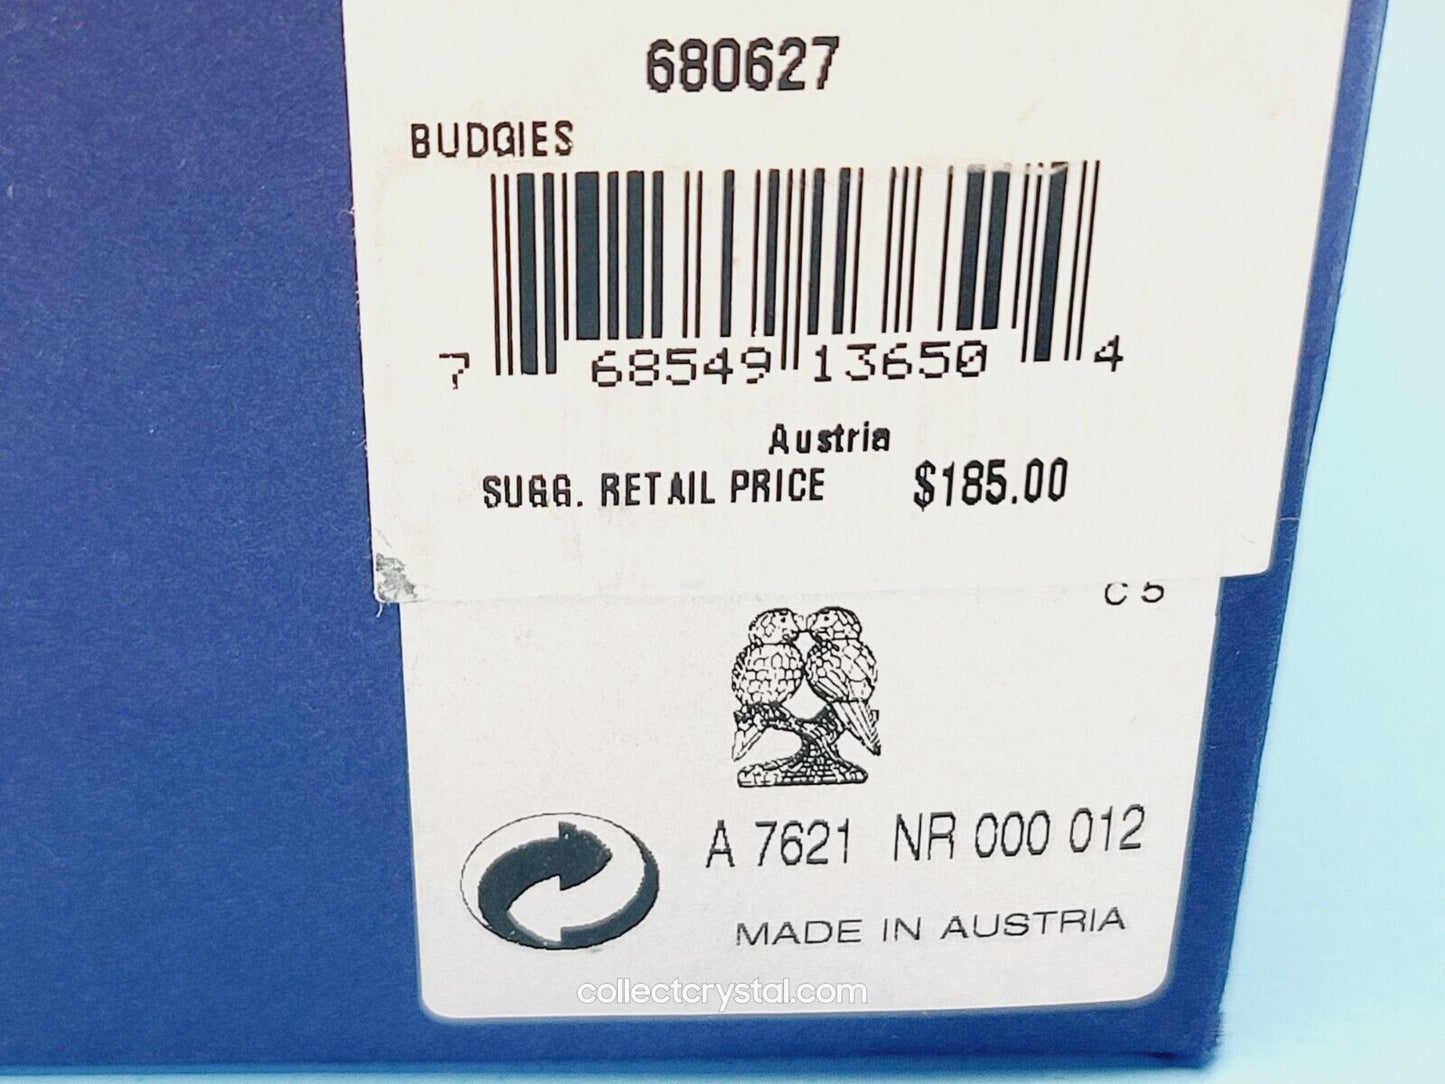 680627
BUDGIES
7 68549 13650 4
Austria
SUGG. RETAIL PRICE $185.00
C 5
A 7621 NR 000 012
MADE IN AUSTRIA
collectcrystal.com